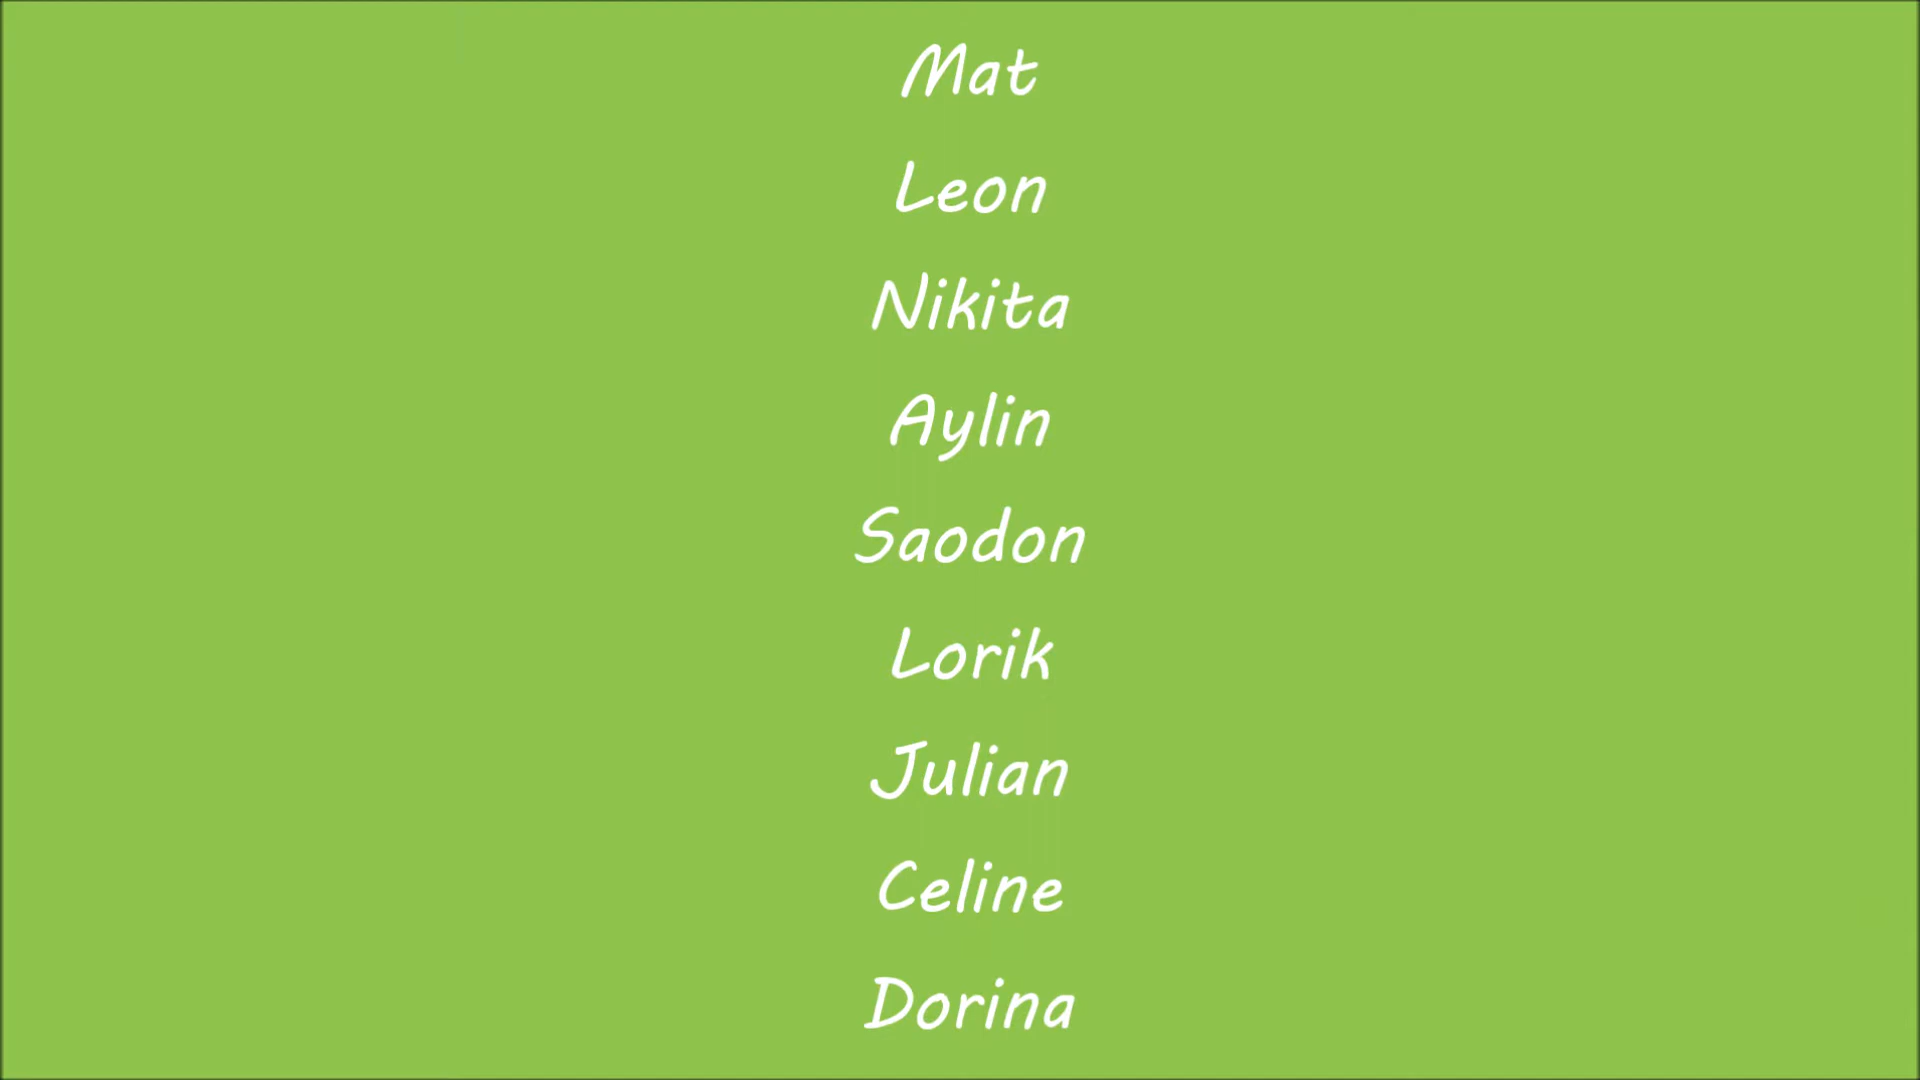 Mat
Leon
Nikita
Aylin
Saodon
Lorik
Julian
Celine
Dorina